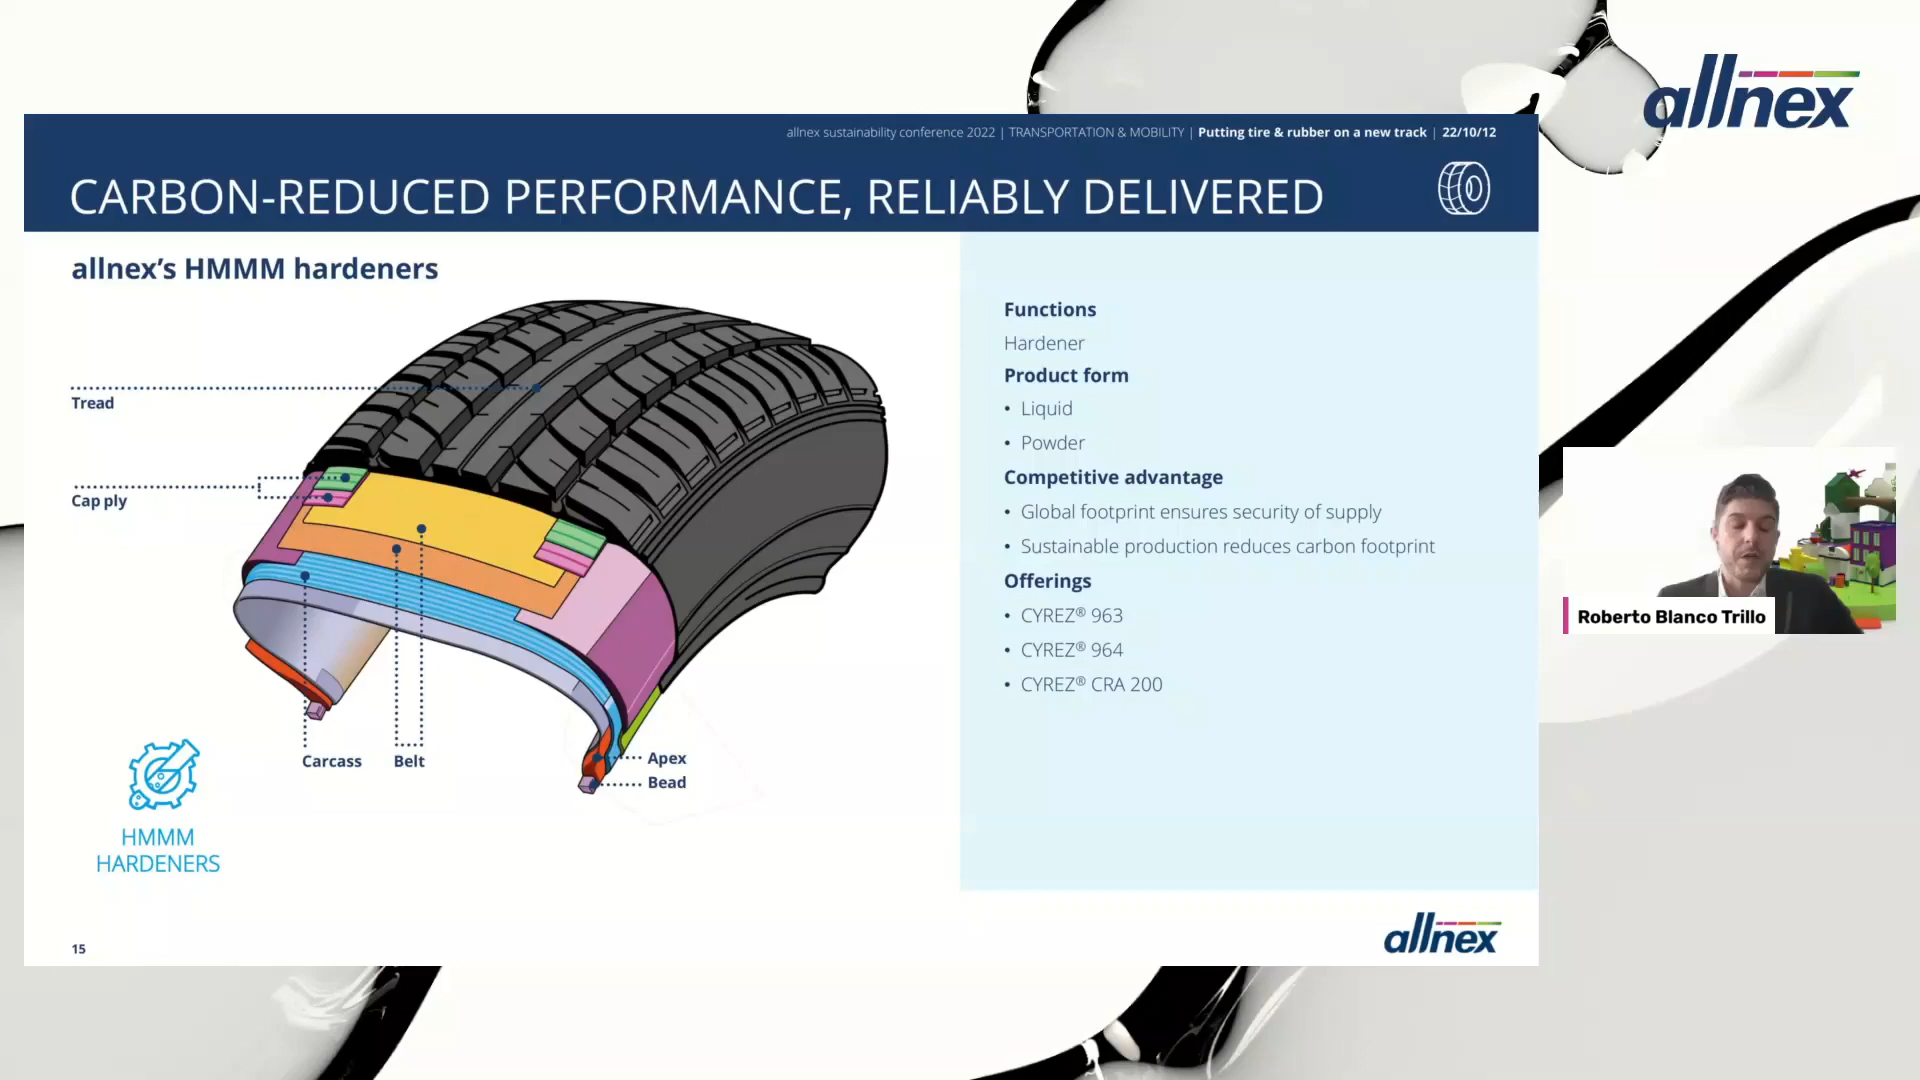 allnex
allnex sustainability conference 2022 | TRANSPORTATION & MOBILITY | Putting tire & rubber on a new track | 22/10/12
CARBON-REDUCED PERFORMANCE, RELIABLY DELIVERED
allnex’s HMMM hardeners
Tread
Cap ply
Carcass
Belt
Apex
Bead
HMMM
HARDENERS
Functions
Hardener
Product form
• Liquid
• Powder
Competitive advantage
• Global footprint ensures security of supply
• Sustainable production reduces carbon footprint
Offerings
• CYREZ® 963
• CYREZ® 964
• CYREZ® CRA 200
Roberto Blanco Trillo
15
allnex